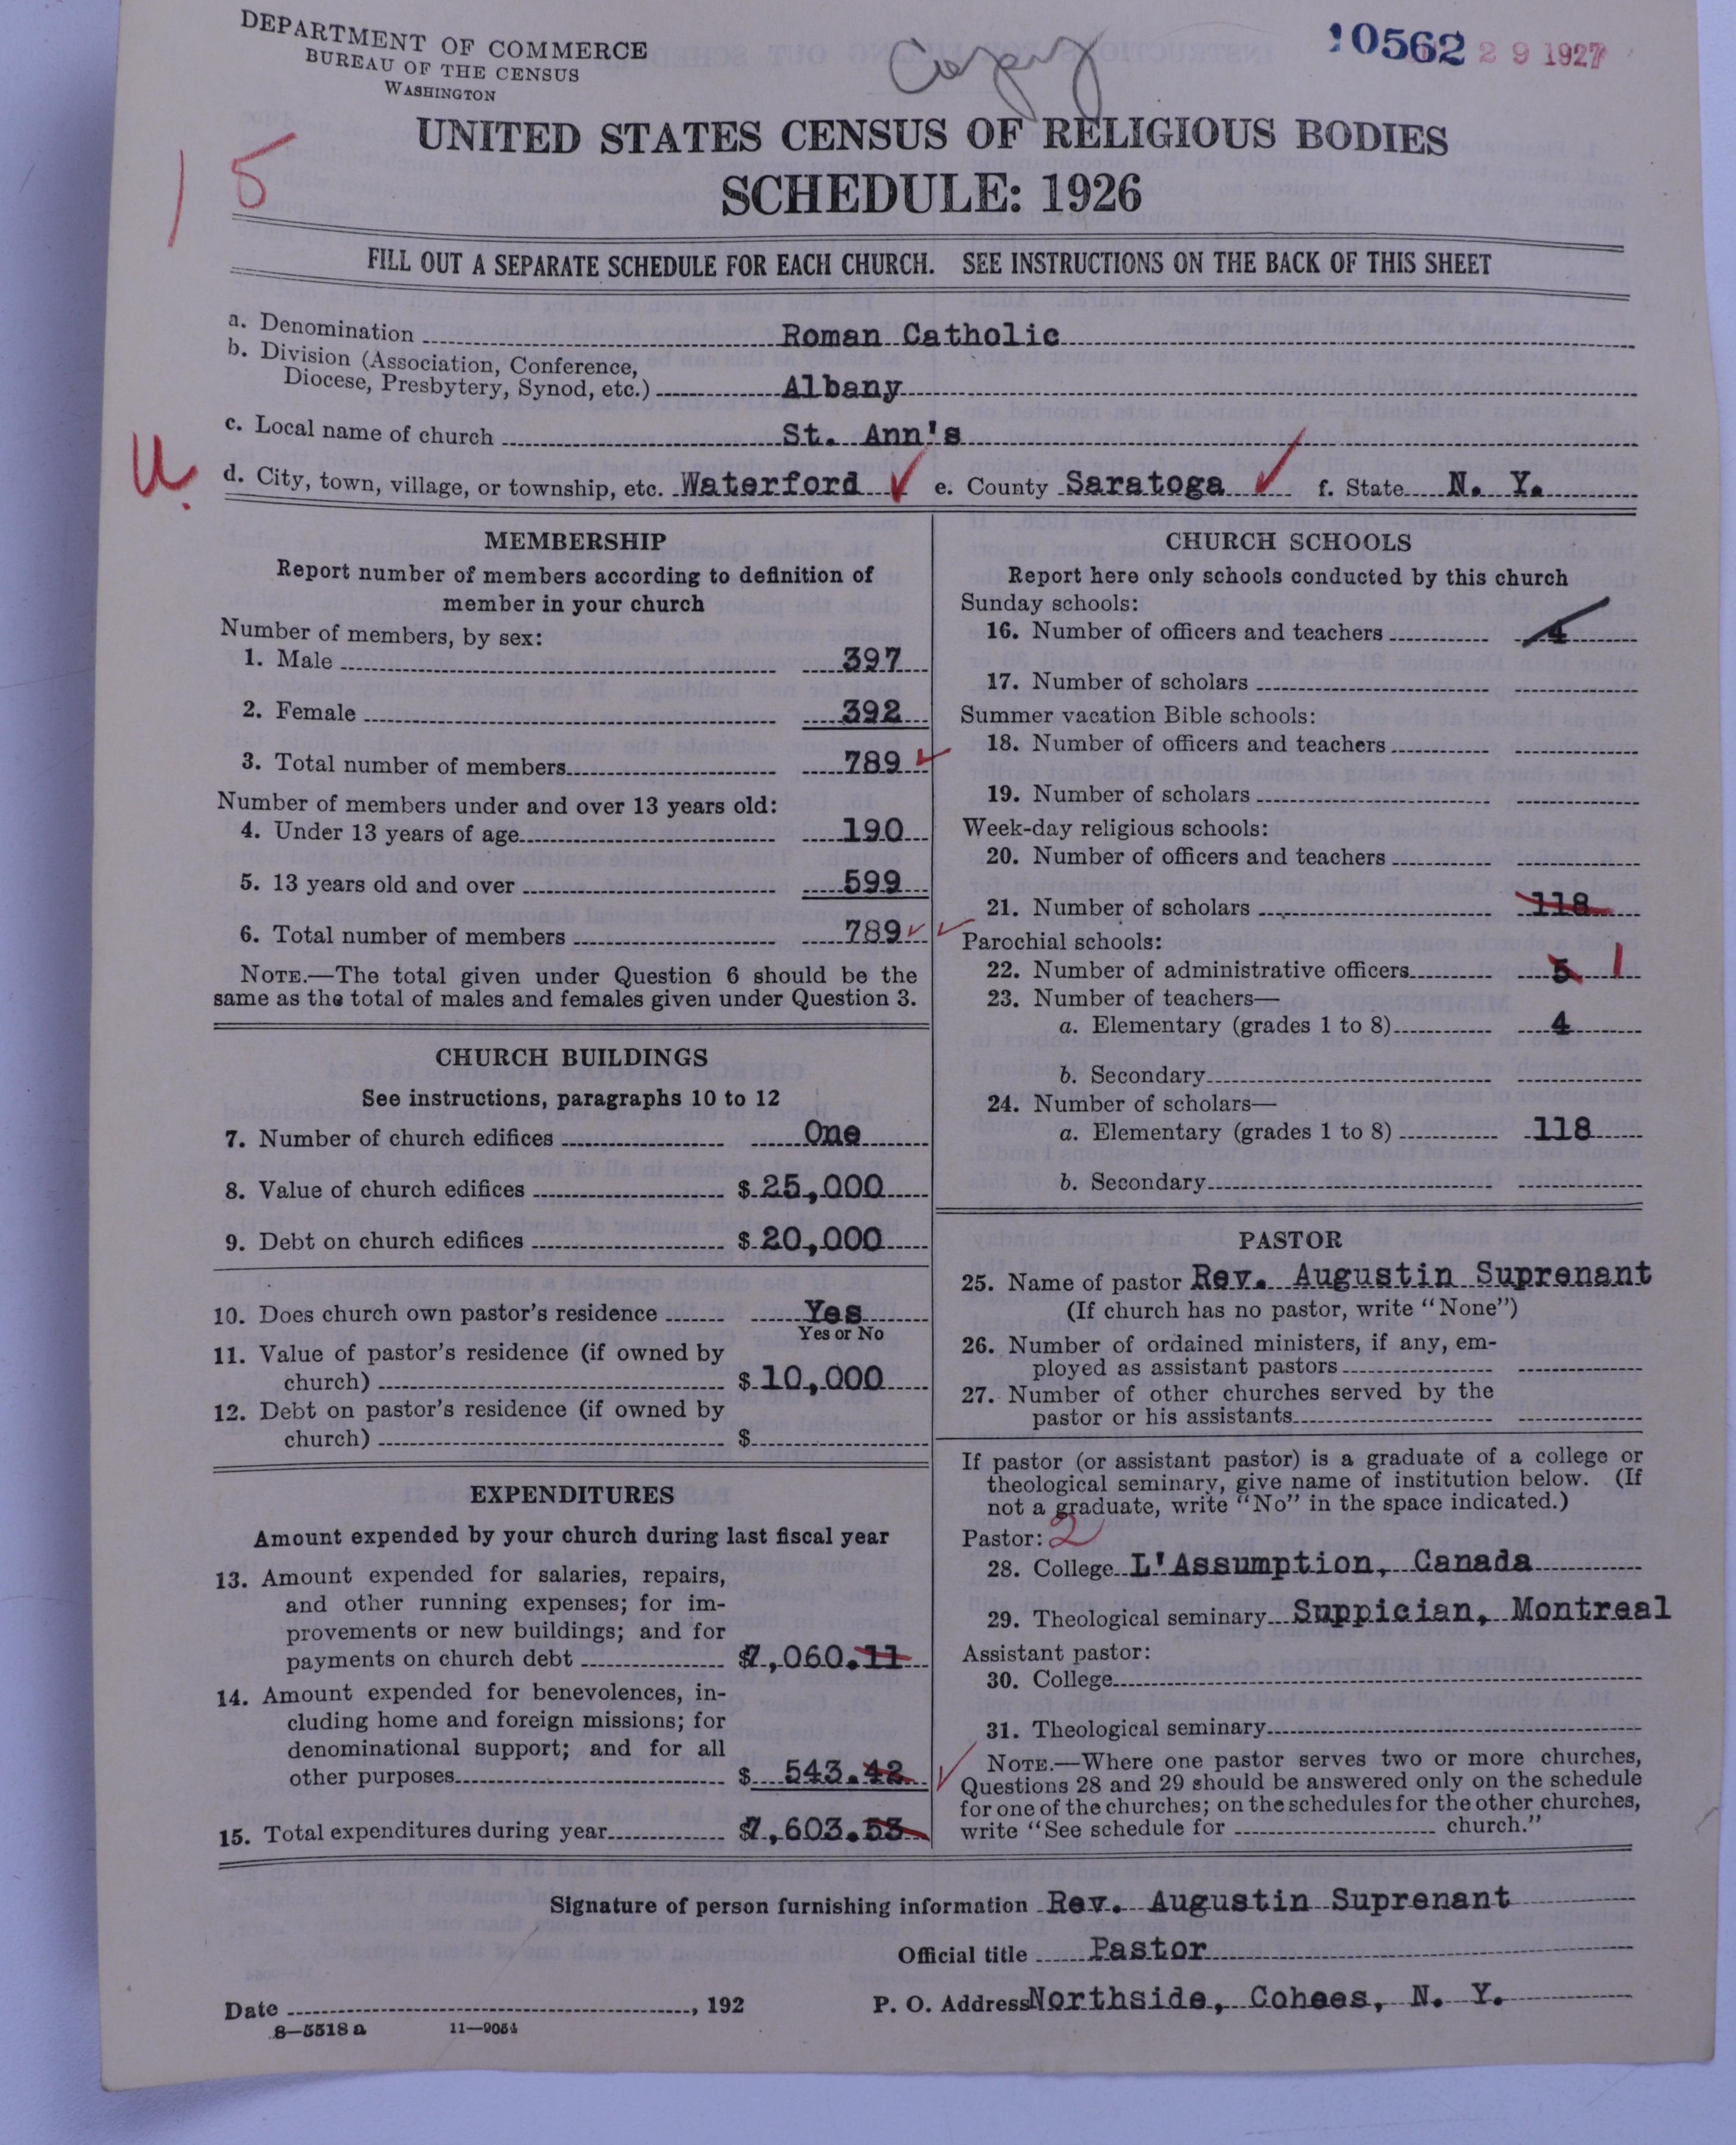 DEPARTMENT OF COMMERCE
BUREAU OF THE CENSUS
WASHINGTON
Copy
10562 29 1927
UNITED STATES CENSUS OF RELIGIOUS BODIES
15
SCHEDULE: 1926
FILL OUT A SEPARATE SCHEDULE FOR EACH CHURCH. SEE INSTRUCTIONS ON THE BACK OF THIS SHEET
a. Denomination Roman Catholic
b. Division (Association, Conference,
Diocese, Presbytery, Synod, etc.) Albany
c. Local name of church St. Ann's
U.
d. City, town, village, or township, etc. Waterford e. County Saratoga f. State N. Y.
MEMBERSHIP
Report number of members according to definition of
member in your church
Number of members, by sex:
1. Male 397
2. Female 392
3. Total number of members 789
Number of members under and over 13 years old:
4. Under 13 years of age 190
5. 13 years old and over 599
6. Total number of members 789
NOTE.—The total given under Question 6 should be the
same as the total of males and females given under Question 3.
CHURCH BUILDINGS
See instructions, paragraphs 10 to 12
7. Number of church edifices One
8. Value of church edifices $ 25,000
9. Debt on church edifices $ 20,000
10. Does church own pastor's residence Yes
Yes or No
11. Value of pastor's residence (if owned by
church) $ 10,000
12. Debt on pastor's residence (if owned by
church) $
EXPENDITURES
Amount expended by your church during last fiscal year
13. Amount expended for salaries, repairs,
and other running expenses; for im-
provements or new buildings; and for
payments on church debt $7,060.11
14. Amount expended for benevolences, in-
cluding home and foreign missions; for
denominational support; and for all
other purposes $ 543.42
15. Total expenditures during year $7,603.53
CHURCH SCHOOLS
Report here only schools conducted by this church
Sunday schools:
16. Number of officers and teachers 4
17. Number of scholars
Summer vacation Bible schools:
18. Number of officers and teachers
19. Number of scholars
Week-day religious schools:
20. Number of officers and teachers
21. Number of scholars 118
Parochial schools:
22. Number of administrative officers 5 1
23. Number of teachers—
a. Elementary (grades 1 to 8) 4
b. Secondary
24. Number of scholars—
a. Elementary (grades 1 to 8) 118
b. Secondary
PASTOR
25. Name of pastor Rev. Augustin Suprenant
(If church has no pastor, write "None")
26. Number of ordained ministers, if any, em-
ployed as assistant pastors
27. Number of other churches served by the
pastor or his assistants
If pastor (or assistant pastor) is a graduate of a college or
theological seminary, give name of institution below. (If
not a graduate, write "No" in the space indicated.)
Pastor: 2
28. College L'Assumption, Canada
29. Theological seminary Suppician, Montreal
Assistant pastor:
30. College
31. Theological seminary
NOTE.—Where one pastor serves two or more churches,
Questions 28 and 29 should be answered only on the schedule
for one of the churches; on the schedules for the other churches,
write "See schedule for church."
Signature of person furnishing information Rev. Augustin Suprenant
Official title Pastor
Date , 192 P. O. Address Northside, Cohoes, N. Y.
8—5518 a 11—9054